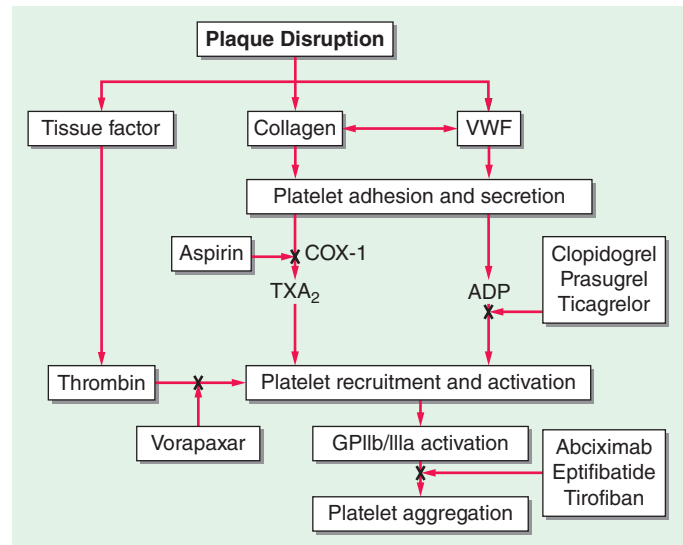 Plaque Disruption
Tissue factor
Collagen
VWF
Platelet adhesion and secretion
Aspirin
COX-1
Clopidogrel
Prasugrel
Ticagrelor
TXA₂
ADP
Thrombin
Platelet recruitment and activation
Vorapaxar
GPIIb/IIIa activation
Abciximab
Eptifibatide
Tirofiban
Platelet aggregation